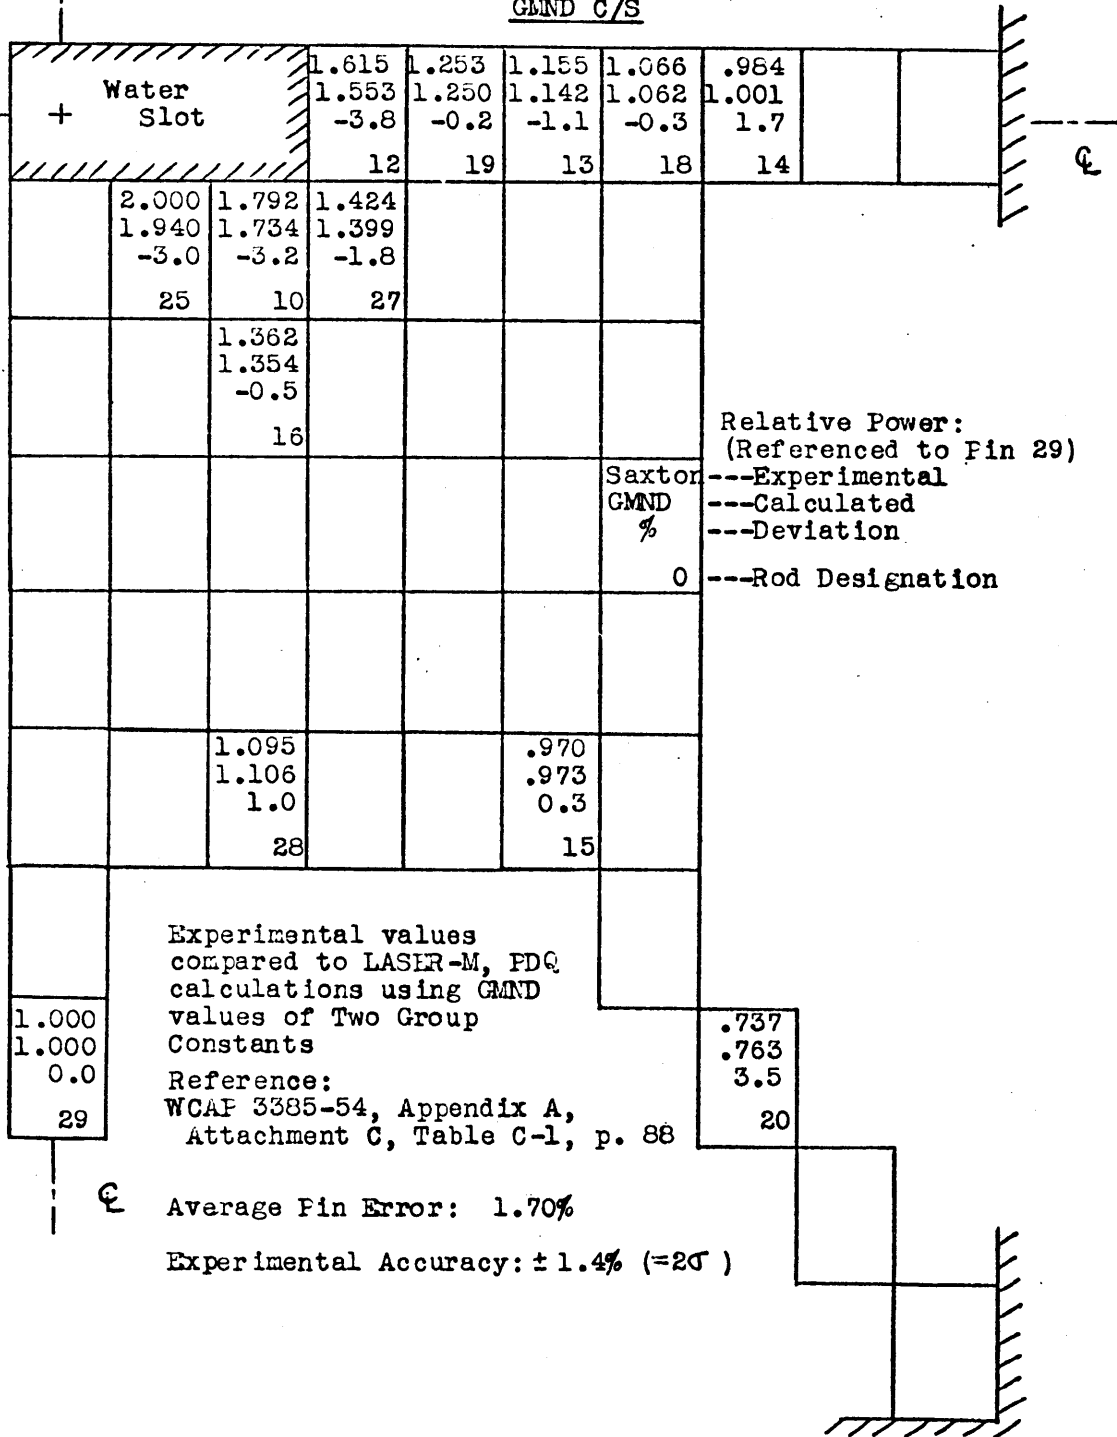 GMND C/S
Water
Slot
+
1.615 1.253 1.155 1.066 .984
1.553 1.250 1.142 1.062 1.001
-3.8 -0.2 -1.1 -0.3 1.7
12 19 13 18 14
℄
2.000 1.792 1.424
1.940 1.734 1.399
-3.0 -3.2 -1.8
25 10 27
1.362
1.354
-0.5
16
Relative Power:
(Referenced to Pin 29)
Saxton ---Experimental
GMND ---Calculated
% ---Deviation
0 ---Rod Designation
1.095 .970
1.106 .973
1.0 0.3
28 15
Experimental values
compared to LASER-M, PDQ
calculations using GMND
values of Two Group
Constants
Reference:
WCAP 3385-54, Appendix A,
Attachment C, Table C-1, p. 88
1.000
1.000
0.0
29
.737
.763
3.5
20
℄
Average Pin Error: 1.70%
Experimental Accuracy: ± 1.4% (=2σ )